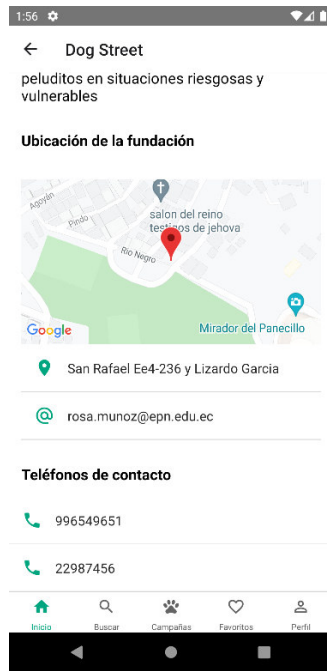 1:56
Dog Street
peluditos en situaciones riesgosas y
vulnerables
Ubicación de la fundación
Agoyán
Pindo
salon del reino
testigos de jehova
Rio Negro
Google
Mirador del Panecillo
San Rafael Ee4-236 y Lizardo Garcia
rosa.munoz@epn.edu.ec
Teléfonos de contacto
996549651
22987456
Inicio Buscar Campañas Favoritos Perfil